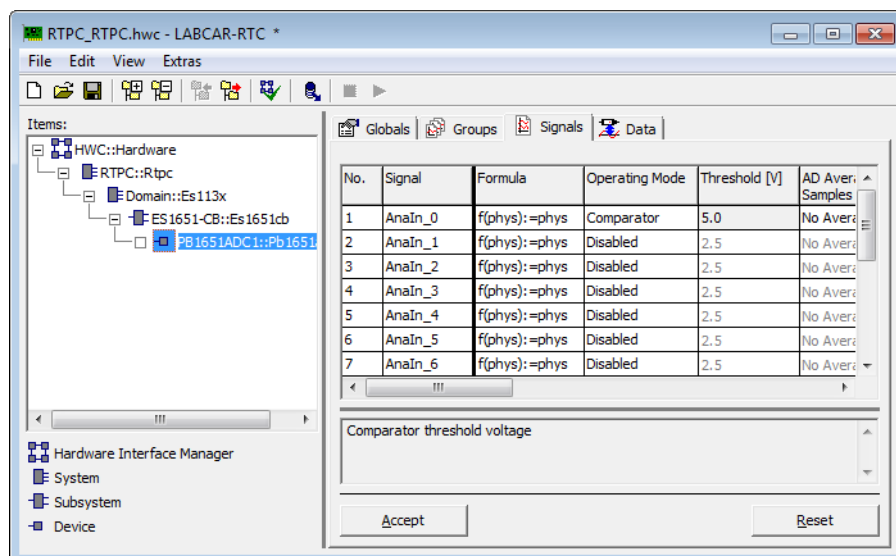 RTPC_RTPC.hwc - LABCAR-RTC *
File Edit View Extras
Items:
HWC::Hardware
RTPC::Rtpc
Domain::Es113x
ES1651-CB::Es1651cb
PB1651ADC1::Pb1651
Hardware Interface Manager
System
Subsystem
Device
Globals Groups Signals Data
No. Signal Formula Operating Mode Threshold [V] AD Avera
Samples
1 AnaIn_0 f(phys):=phys Comparator 5.0 No Avera
2 AnaIn_1 f(phys):=phys Disabled 2.5 No Avera
3 AnaIn_2 f(phys):=phys Disabled 2.5 No Avera
4 AnaIn_3 f(phys):=phys Disabled 2.5 No Avera
5 AnaIn_4 f(phys):=phys Disabled 2.5 No Avera
6 AnaIn_5 f(phys):=phys Disabled 2.5 No Avera
7 AnaIn_6 f(phys):=phys Disabled 2.5 No Avera
Comparator threshold voltage
Accept Reset